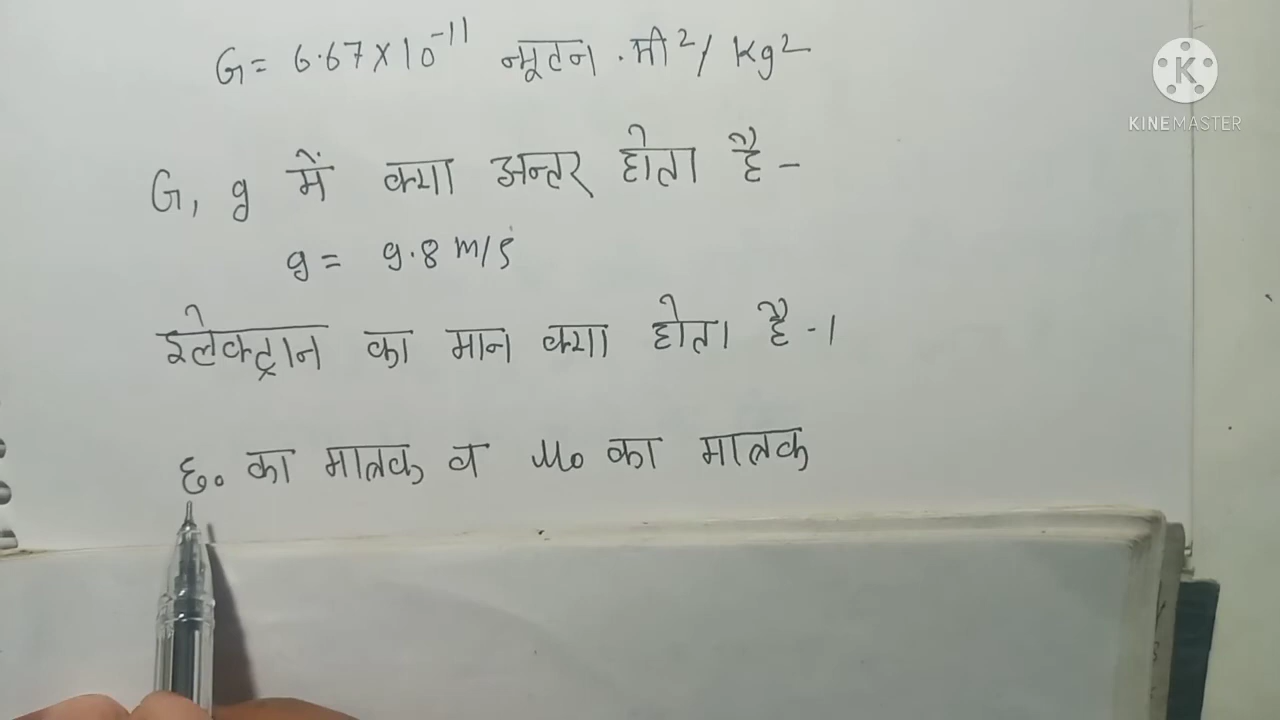 G = 6.67×10⁻¹¹ न्यूटन .मी²/kg²
KINEMASTER
G, g में क्या अन्तर होता है -
g = 9.8 m/s
इलेक्ट्रान का मान क्या होता है -।
ε₀ का मात्रक व μ₀ का मात्रक